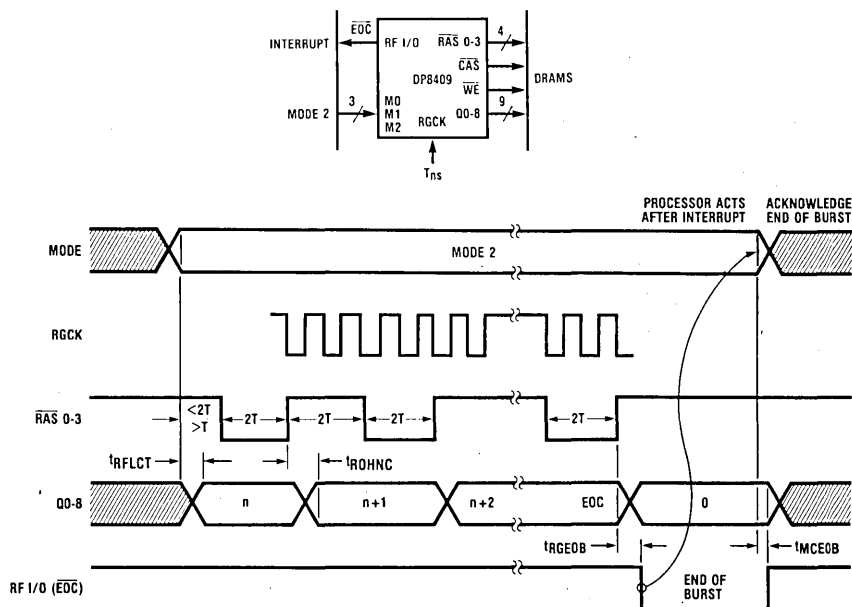 EOC
INTERRUPT
RF I/O
RAS 0-3
4
CAS
DP8409
WE
DRAMS
3
MODE 2
M0
M1
M2
RGCK
Q0-8
9
Tns
PROCESSOR ACTS
AFTER INTERRUPT
ACKNOWLEDGE
END OF BURST
MODE
MODE 2
RGCK
RAS 0-3
<2T
>T
2T
2T
2T
2T
tRFLCT
tROHNC
Q0-8
n
n+1
n+2
EOC
0
tRGEOB
tMCEOB
RF I/O (EOC)
END OF
BURST